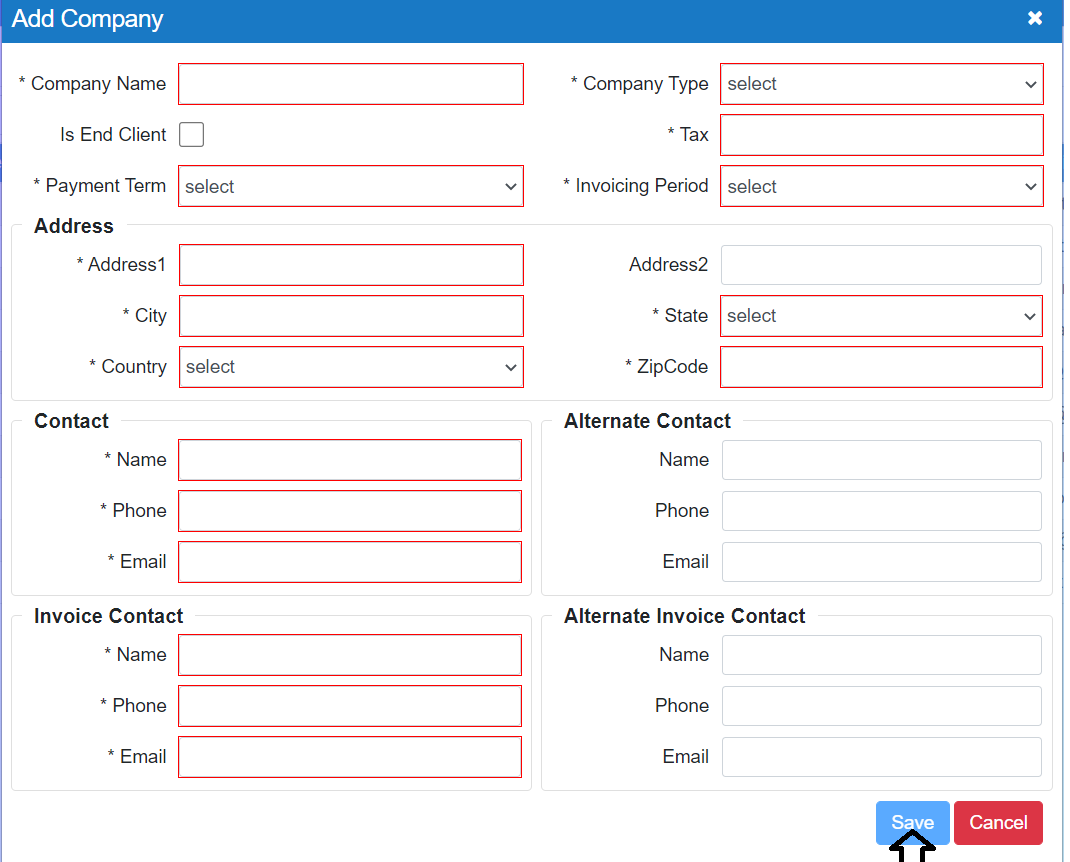 Add Company
* Company Name
* Company Type select
Is End Client
* Tax
* Payment Term select
* Invoicing Period select
Address
* Address1
Address2
* City
* State select
* Country select
* ZipCode
Contact
* Name
* Phone
* Email
Alternate Contact
Name
Phone
Email
Invoice Contact
* Name
* Phone
* Email
Alternate Invoice Contact
Name
Phone
Email
Save
Cancel